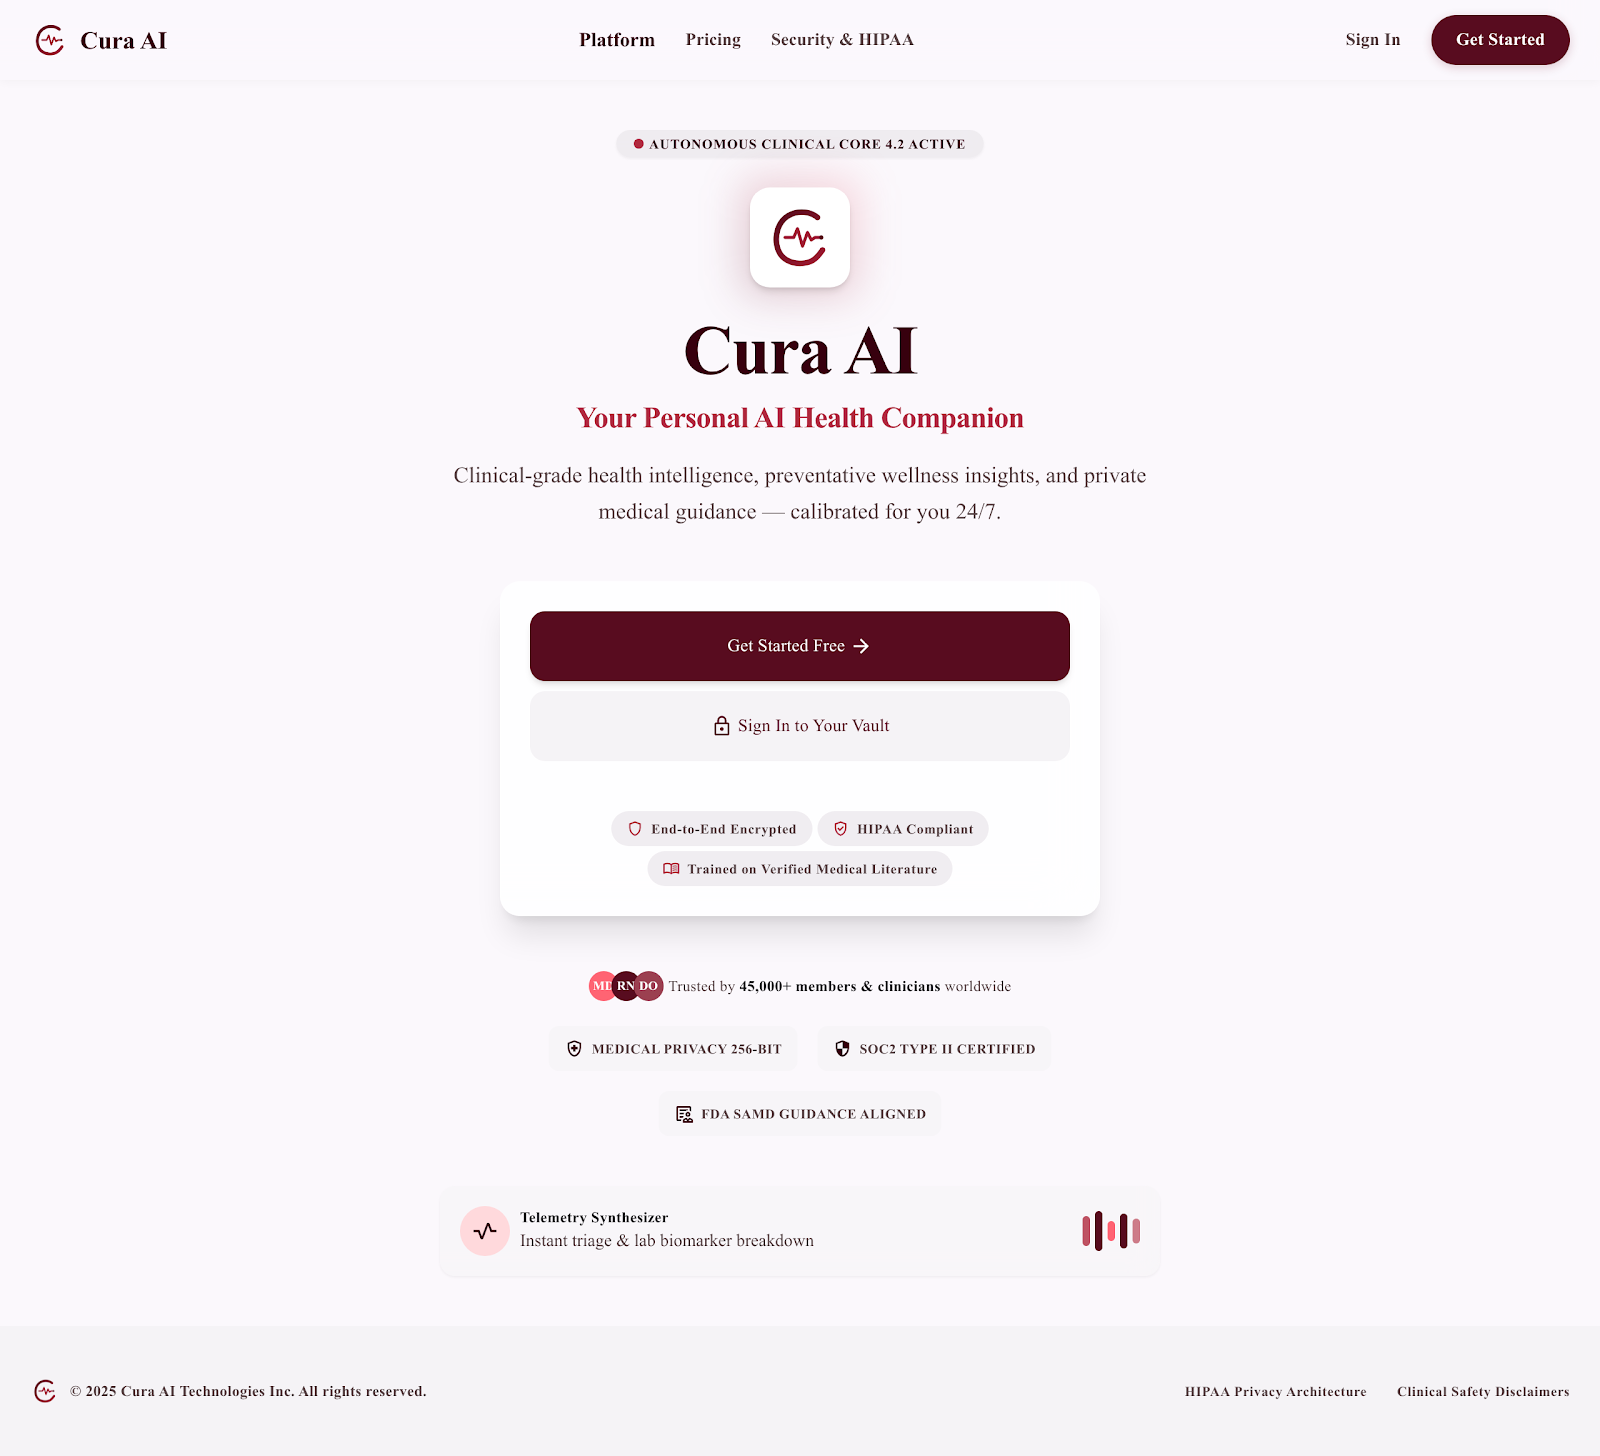 Cura AI
Platform
Pricing
Security & HIPAA
Sign In
Get Started
AUTONOMOUS CLINICAL CORE 4.2 ACTIVE
Cura AI
Your Personal AI Health Companion
Clinical-grade health intelligence, preventative wellness insights, and private
medical guidance — calibrated for you 24/7.
Get Started Free
Sign In to Your Vault
End-to-End Encrypted
HIPAA Compliant
Trained on Verified Medical Literature
RN DO Trusted by 45,000+ members & clinicians worldwide
MEDICAL PRIVACY 256-BIT
SOC2 TYPE II CERTIFIED
FDA SAMD GUIDANCE ALIGNED
Telemetry Synthesizer
Instant triage & lab biomarker breakdown
© 2025 Cura AI Technologies Inc. All rights reserved.
HIPAA Privacy Architecture
Clinical Safety Disclaimers